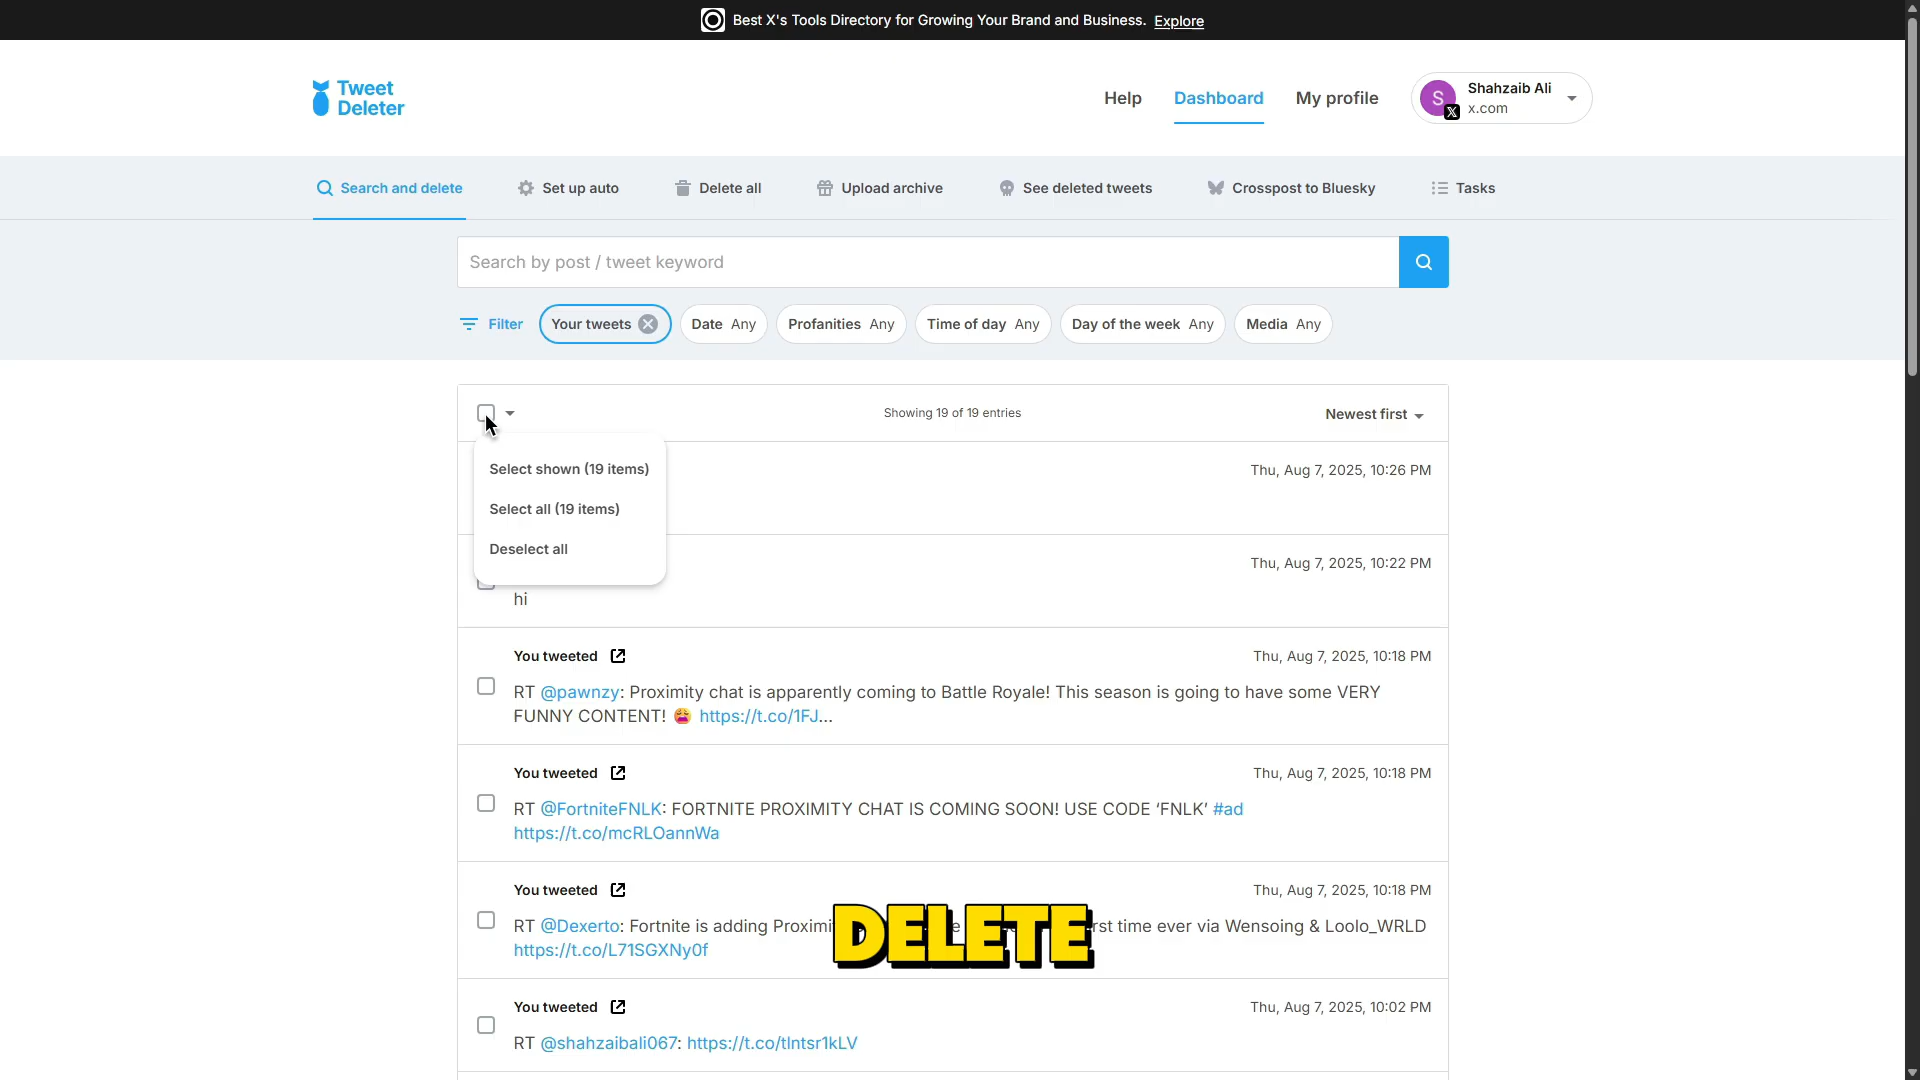 Best X's Tools Directory for Growing Your Brand and Business. Explore
Tweet
Deleter
Help
Dashboard
My profile
S
Shahzaib Ali
x.com
Search and delete
Set up auto
Delete all
Upload archive
See deleted tweets
Crosspost to Bluesky
Tasks
Search by post / tweet keyword
Filter
Your tweets
Date Any
Profanities Any
Time of day Any
Day of the week Any
Media Any
Showing 19 of 19 entries
Newest first
Select shown (19 items)
Select all (19 items)
Deselect all
Thu, Aug 7, 2025, 10:26 PM
Thu, Aug 7, 2025, 10:22 PM
hi
You tweeted
Thu, Aug 7, 2025, 10:18 PM
RT @pawnzy: Proximity chat is apparently coming to Battle Royale! This season is going to have some VERY
FUNNY CONTENT! 😩 https://t.co/1FJ...
You tweeted
Thu, Aug 7, 2025, 10:18 PM
RT @FortniteFNLK: FORTNITE PROXIMITY CHAT IS COMING SOON! USE CODE ‘FNLK’ #ad
https://t.co/mcRLOannWa
You tweeted
Thu, Aug 7, 2025, 10:18 PM
RT @Dexerto: Fortnite is adding time ever via Wensoing & Loolo_WRLD
https://t.co/L71SGXNy0f
DELETE
You tweeted
Thu, Aug 7, 2025, 10:02 PM
RT @shahzaibali067: https://t.co/tlntsr1kLV